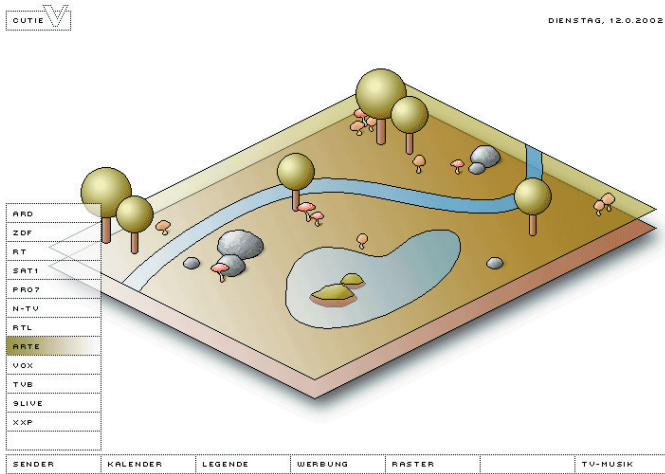 CUTIE V
DIENSTAG, 12.0.2002
ARD
ZDF
RT
SAT1
PRO7
N-TV
RTL
ARTE
VOX
TVB
9LIVE
XXP
SENDER
KALENDER
LEGENDE
WERBUNG
RASTER
TV-MUSIK